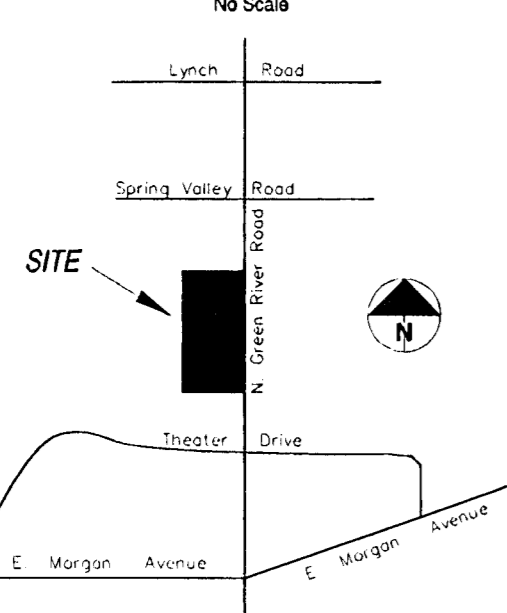 No Scale
Lynch Road
Spring Valley Road
N. Green River Road
SITE
N
Theater Drive
E. Morgan Avenue
E Morgan Avenue